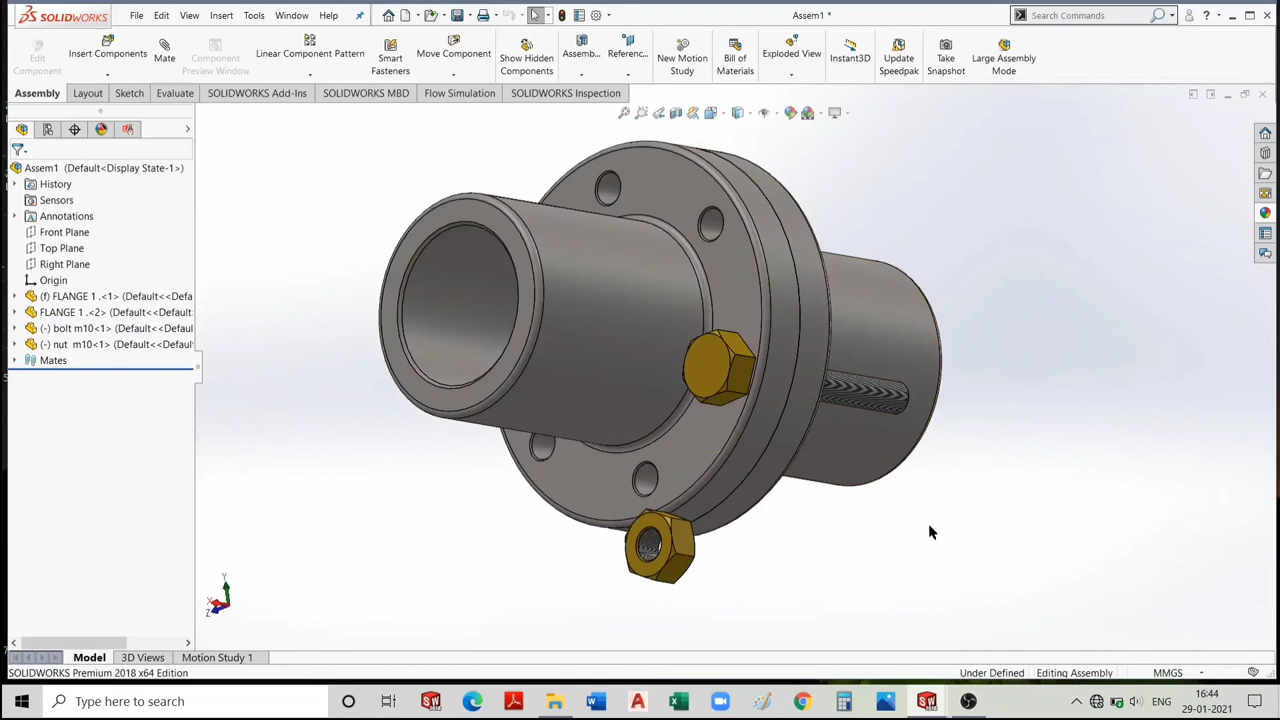 SOLIDWORKS
File Edit View Insert Tools Window Help
Assem1 *
Search Commands
Edit Component
Insert Components
Mate
Component Preview Window
Linear Component Pattern
Smart Fasteners
Move Component
Show Hidden Components
Assemb...
Referenc...
New Motion Study
Bill of Materials
Exploded View
Instant3D
Update Speedpak
Take Snapshot
Large Assembly Mode
Assembly Layout Sketch Evaluate SOLIDWORKS Add-Ins SOLIDWORKS MBD Flow Simulation SOLIDWORKS Inspection
Assem1 (Default<Display State-1>)
History
Sensors
Annotations
Front Plane
Top Plane
Right Plane
Origin
(f) FLANGE 1 .<1> (Default<<Defa
FLANGE 1 .<2> (Default<<Default
(-) bolt m10<1> (Default<<Defaul
(-) nut m10<1> (Default<<Defaul
Mates
Y
X
Z
Model 3D Views Motion Study 1
SOLIDWORKS Premium 2018 x64 Edition
Under Defined Editing Assembly MMGS
Type here to search
ENG
16:44
29-01-2021